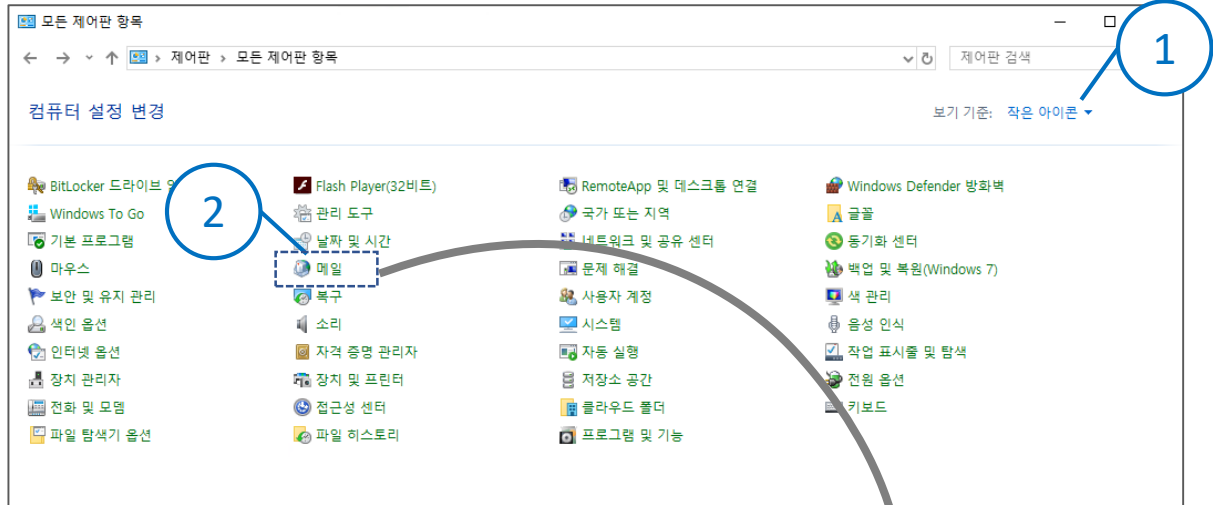 모든 제어판 항목
제어판 › 모든 제어판 항목
제어판 검색
1
컴퓨터 설정 변경
보기 기준: 작은 아이콘
BitLocker 드라이브
Flash Player(32비트)
RemoteApp 및 데스크톱 연결
Windows Defender 방화벽
Windows To Go
2
관리 도구
국가 또는 지역
글꼴
기본 프로그램
날짜 및 시간
네트워크 및 공유 센터
동기화 센터
마우스
메일
문제 해결
백업 및 복원(Windows 7)
보안 및 유지 관리
복구
사용자 계정
색 관리
색인 옵션
소리
시스템
음성 인식
인터넷 옵션
자격 증명 관리자
자동 실행
작업 표시줄 및 탐색
장치 관리자
장치 및 프린터
저장소 공간
전원 옵션
전화 및 모뎀
접근성 센터
클라우드 폴더
키보드
파일 탐색기 옵션
파일 히스토리
프로그램 및 기능